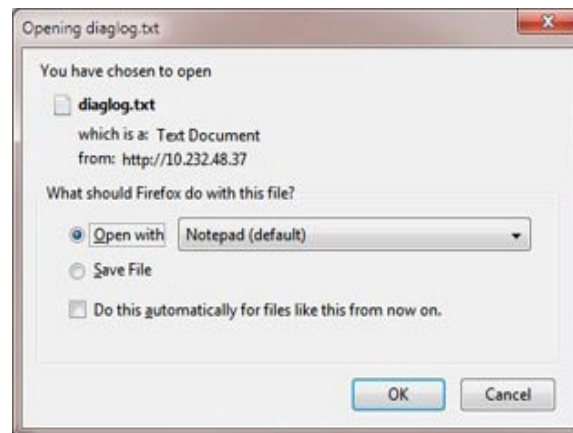 Opening diaglog.txt
You have chosen to open
diaglog.txt
which is a: Text Document
from: http://10.232.48.37
What should Firefox do with this file?
Open with Notepad (default)
Save File
Do this automatically for files like this from now on.
OK Cancel